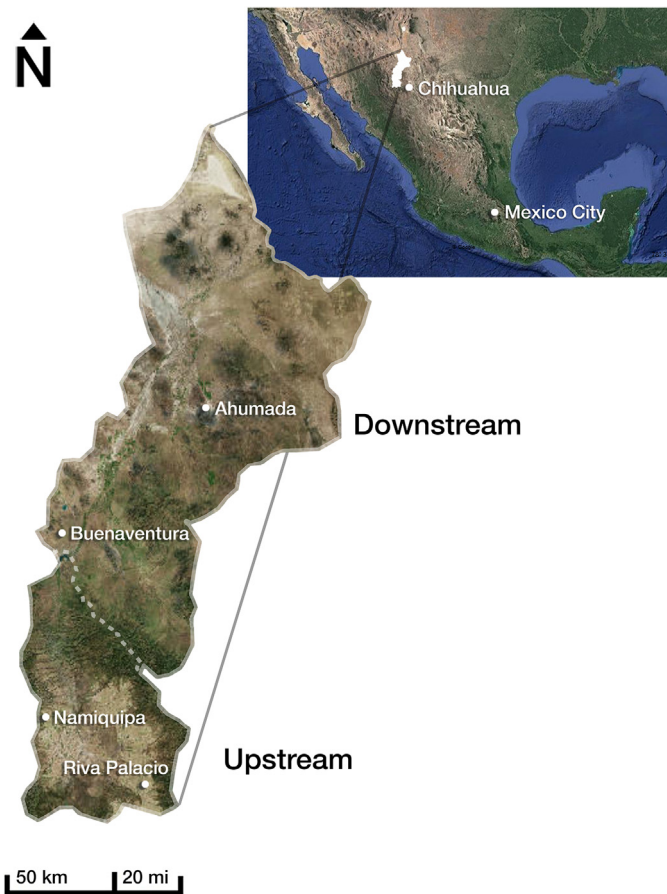 N
Chihuahua
Mexico City
Ahumada
Downstream
Buenaventura
Namiquipa
Riva Palacio
Upstream
50 km
20 mi